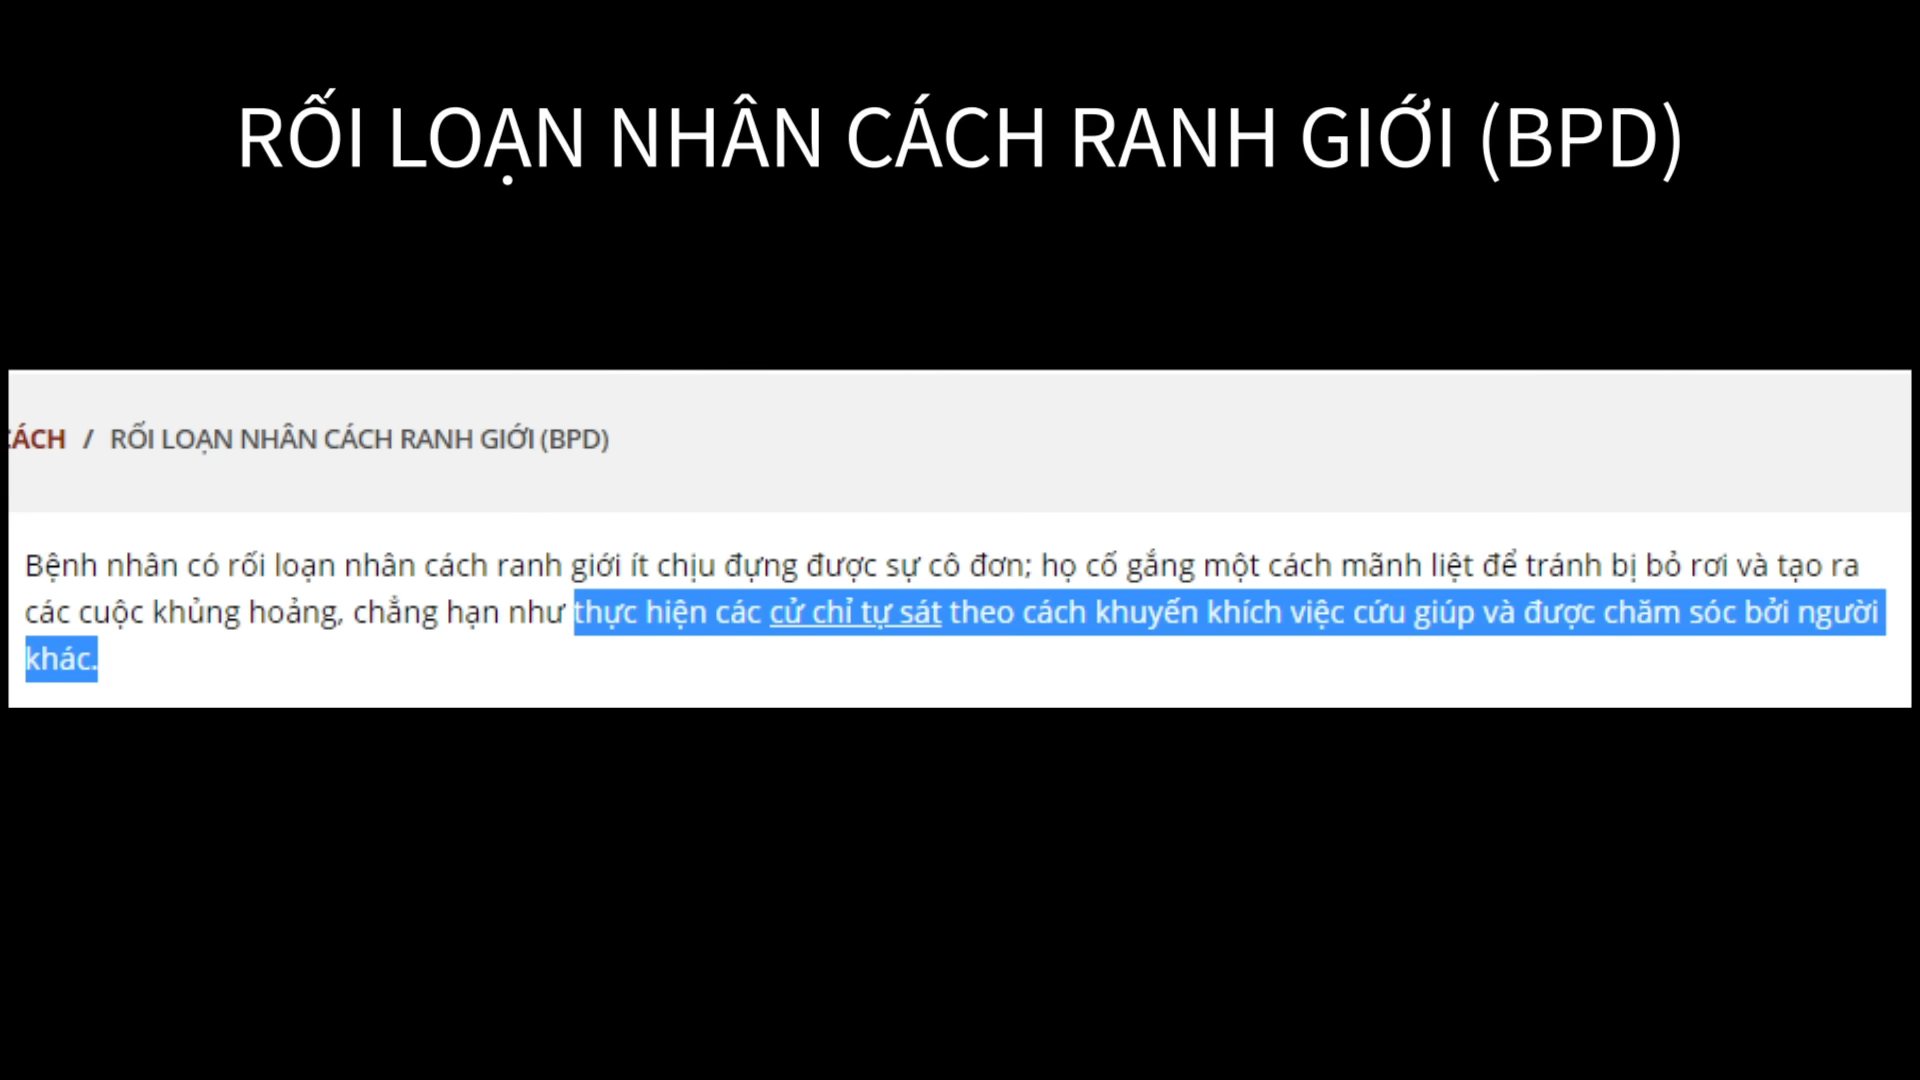 RỐI LOẠN NHÂN CÁCH RANH GIỚI (BPD)
CÁCH / RỐI LOẠN NHÂN CÁCH RANH GIỚI (BPD)
Bệnh nhân có rối loạn nhân cách ranh giới ít chịu đựng được sự cô đơn; họ cố gắng một cách mãnh liệt để tránh bị bỏ rơi và tạo ra
các cuộc khủng hoảng, chẳng hạn như thực hiện các cử chỉ tự sát theo cách khuyến khích việc cứu giúp và được chăm sóc bởi người
khác.